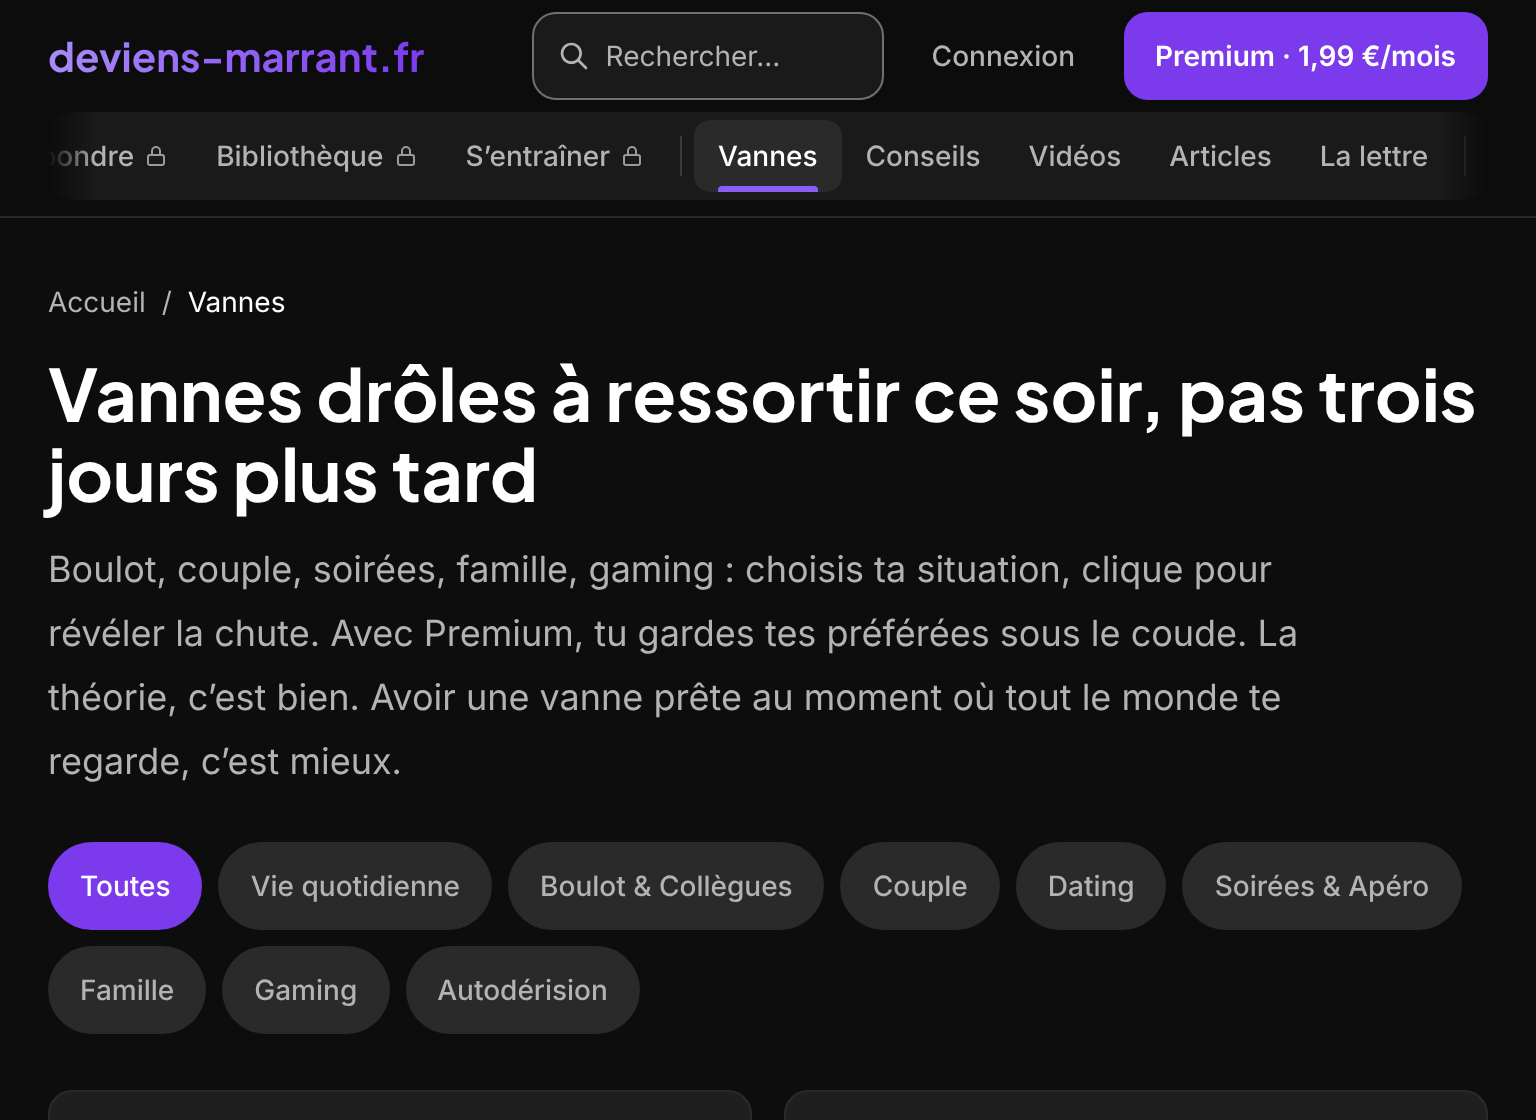 deviens-marrant.fr
Rechercher...
Connexion
Premium · 1,99 €/mois
ondre
Bibliothèque
S’entraîner
Vannes
Conseils
Vidéos
Articles
La lettre
Accueil / Vannes
Vannes drôles à ressortir ce soir, pas trois
jours plus tard
Boulot, couple, soirées, famille, gaming : choisis ta situation, clique pour
révéler la chute. Avec Premium, tu gardes tes préférées sous le coude. La
théorie, c’est bien. Avoir une vanne prête au moment où tout le monde te
regarde, c’est mieux.
Toutes
Vie quotidienne
Boulot & Collègues
Couple
Dating
Soirées & Apéro
Famille
Gaming
Autodérision